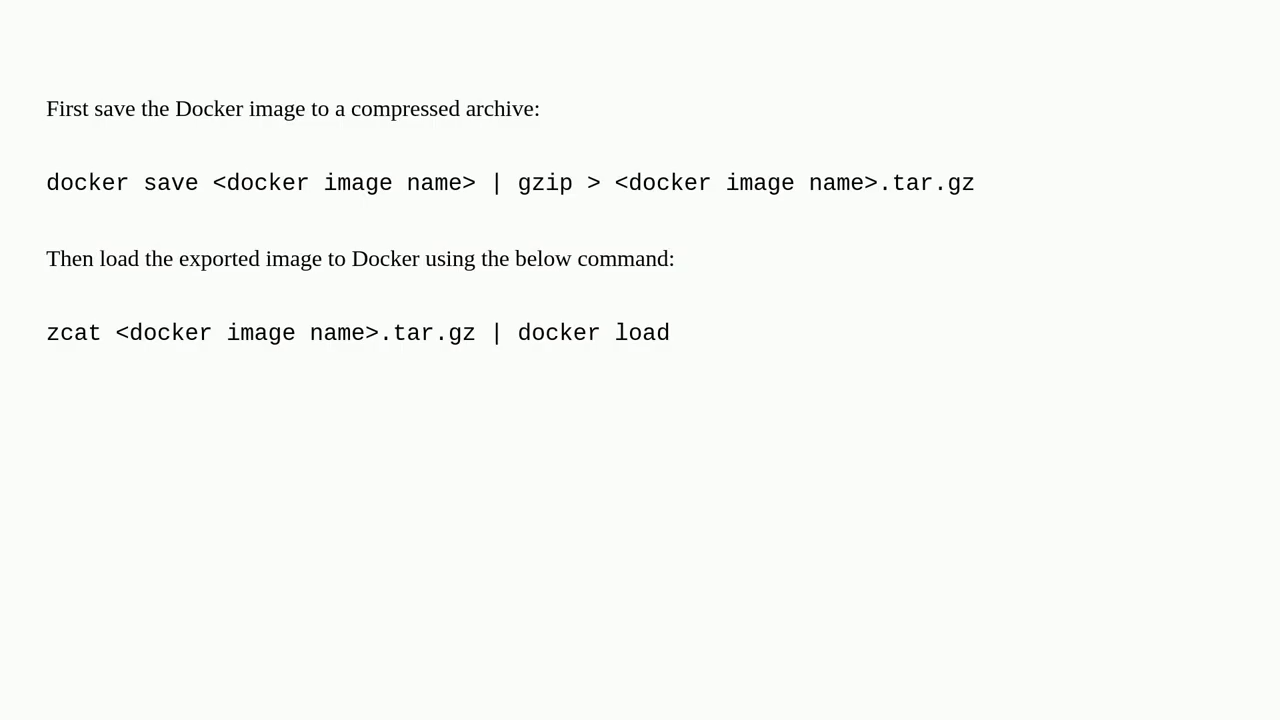 First save the Docker image to a compressed archive:
docker save <docker image name> | gzip > <docker image name>.tar.gz
Then load the exported image to Docker using the below command:
zcat <docker image name>.tar.gz | docker load